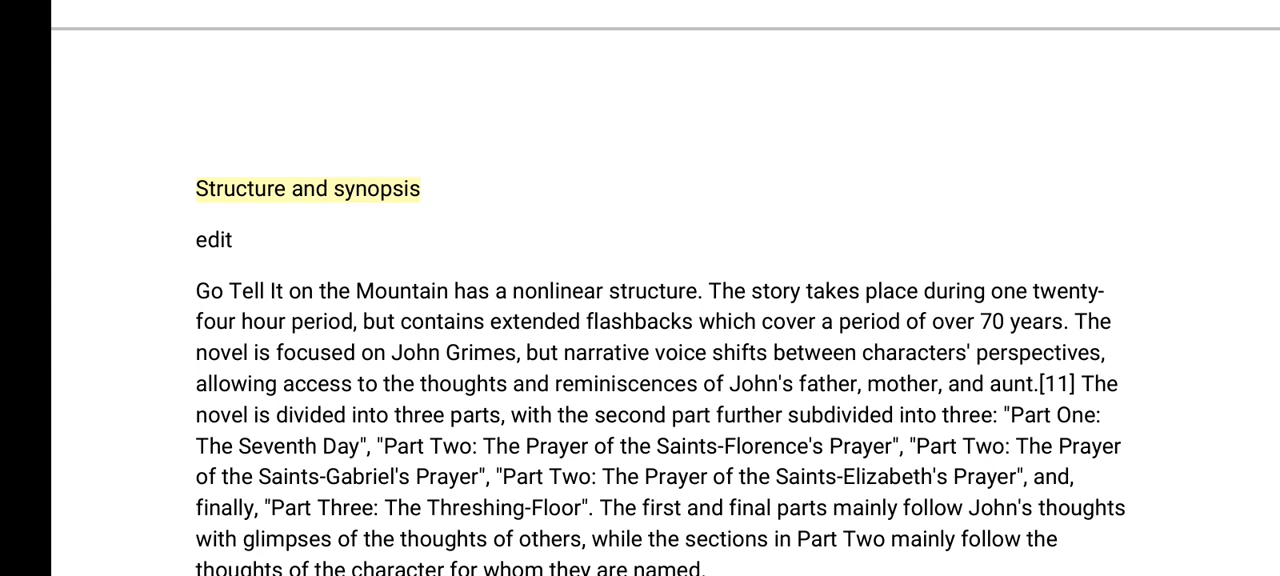 Structure and synopsis
edit
Go Tell It on the Mountain has a nonlinear structure. The story takes place during one twenty-
four hour period, but contains extended flashbacks which cover a period of over 70 years. The
novel is focused on John Grimes, but narrative voice shifts between characters' perspectives,
allowing access to the thoughts and reminiscences of John's father, mother, and aunt.[11] The
novel is divided into three parts, with the second part further subdivided into three: "Part One:
The Seventh Day", "Part Two: The Prayer of the Saints-Florence's Prayer", "Part Two: The Prayer
of the Saints-Gabriel's Prayer", "Part Two: The Prayer of the Saints-Elizabeth's Prayer", and,
finally, "Part Three: The Threshing-Floor". The first and final parts mainly follow John's thoughts
with glimpses of the thoughts of others, while the sections in Part Two mainly follow the
thoughts of the character for whom they are named.